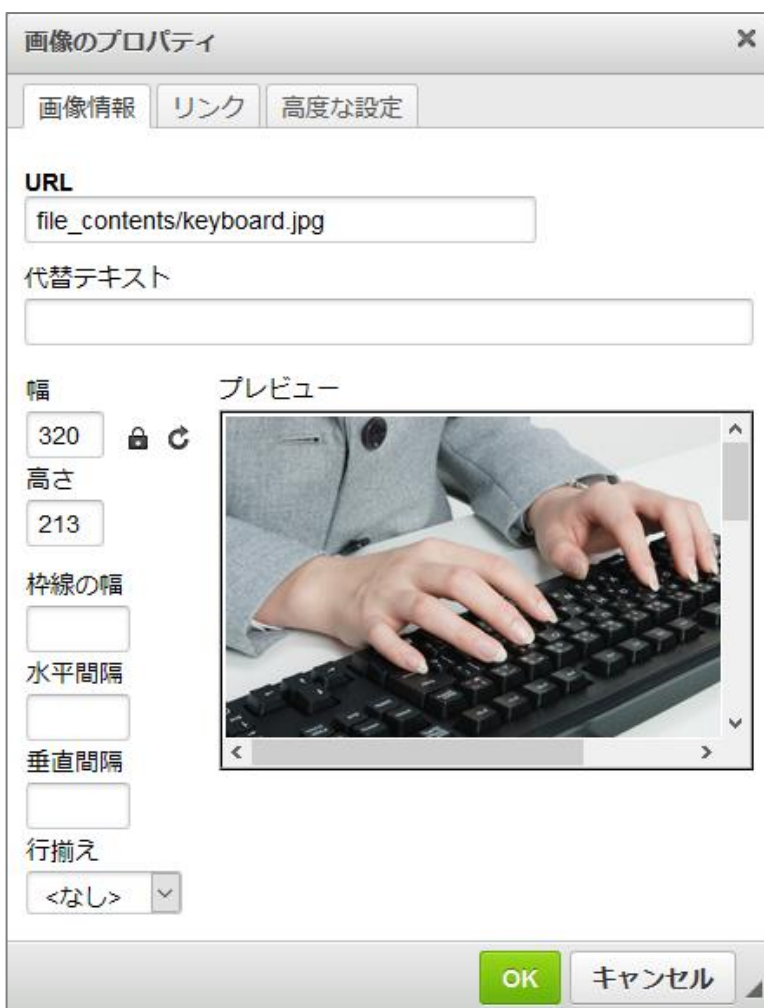 画像のプロパティ
画像情報
リンク
高度な設定
URL
file_contents/keyboard.jpg
代替テキスト
幅
プレビュー
320
高さ
213
枠線の幅
水平間隔
垂直間隔
行揃え
<なし>
OK
キャンセル